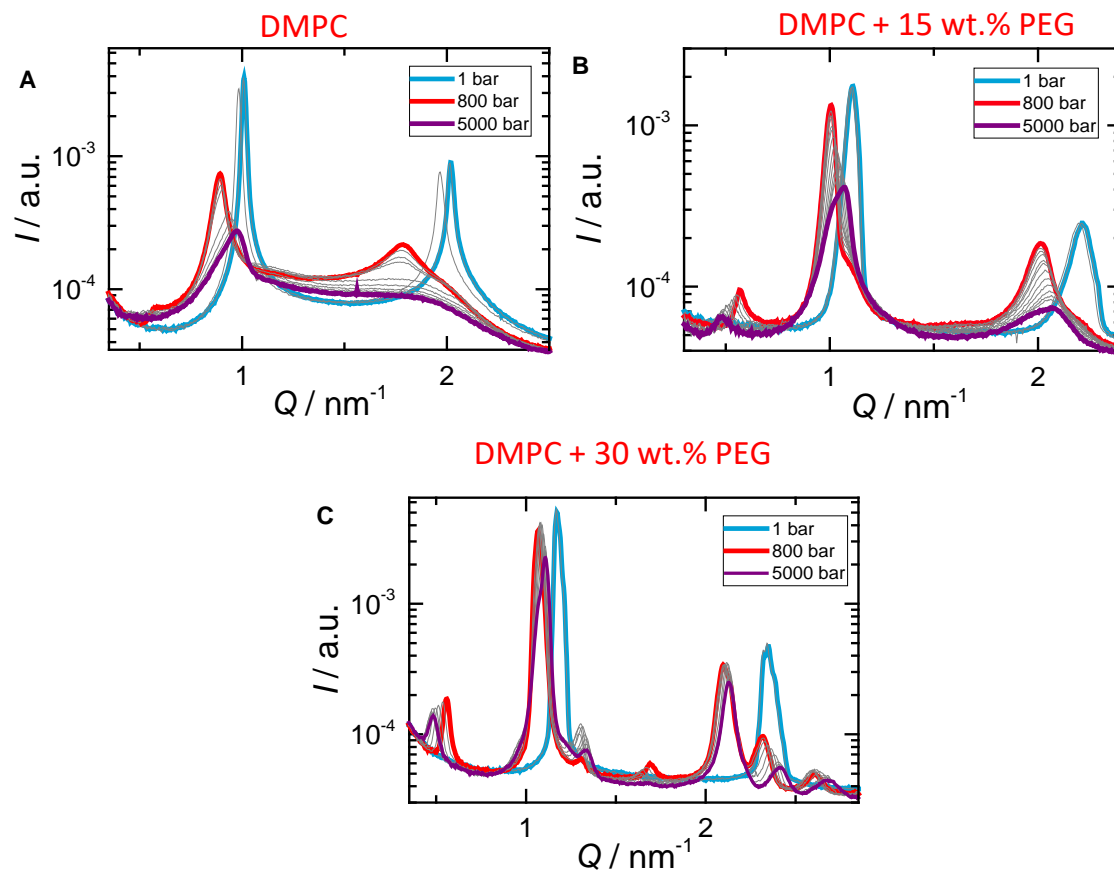 DMPC
A
1 bar
800 bar
5000 bar
10⁻³
10⁻⁴
I / a.u.
1
2
Q / nm⁻¹
DMPC + 15 wt.% PEG
B
1 bar
800 bar
5000 bar
10⁻³
10⁻⁴
I / a.u.
1
2
Q / nm⁻¹
DMPC + 30 wt.% PEG
C
1 bar
800 bar
5000 bar
10⁻³
10⁻⁴
I / a.u.
1
2
Q / nm⁻¹